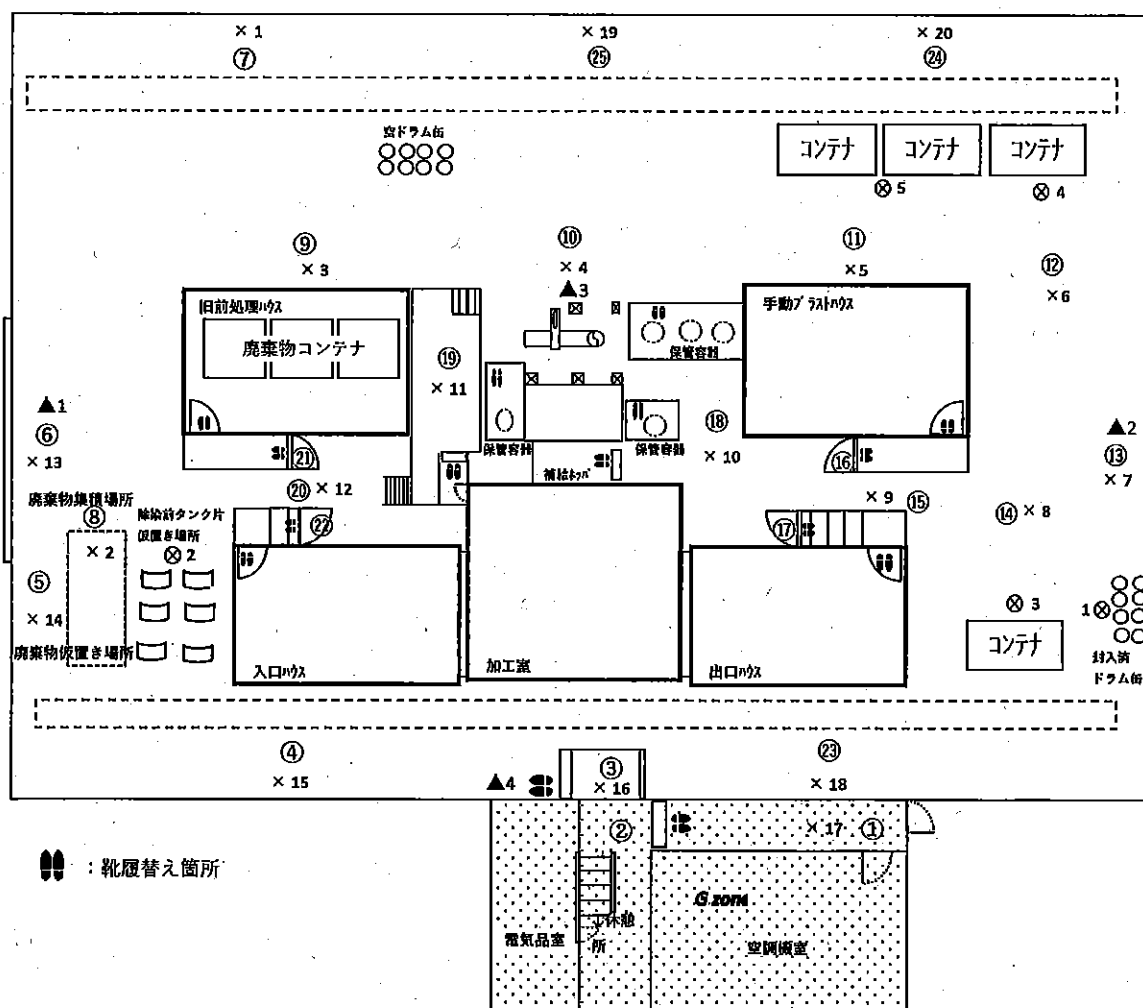 × 1
× 19
× 20
⑦
㉕
㉔
空ドラム缶
コンテナ
コンテナ
コンテナ
⊗ 5
⊗ 4
⑨
⑩
⑪
⑫
× 3
× 4
× 5
× 6
▲3
旧前処理ハウス
手動ブラストハウス
廃棄物コンテナ
保管容器
⑲
× 11
▲1
⑥
× 13
⑱
▲2
⑬
× 7
保管容器
保管容器
× 10
㉑
⑯
補給ホッパ
⑳
× 12
× 9
⑮
⑭
× 8
廃棄物集積場所
⑧
除染前タンク片
仮置き場所
㉒
⑰
× 2
⊗ 2
⑤
× 14
⊗ 3
1⊗
コンテナ
廃棄物仮置き場所
入口ハウス
加工室
出口ハウス
封入済
ドラム缶
④
③
㉓
× 15
▲4
× 16
× 18
②
× 17
①
：靴履替え箇所
G zone
休憩
所
電気品室
空調機室